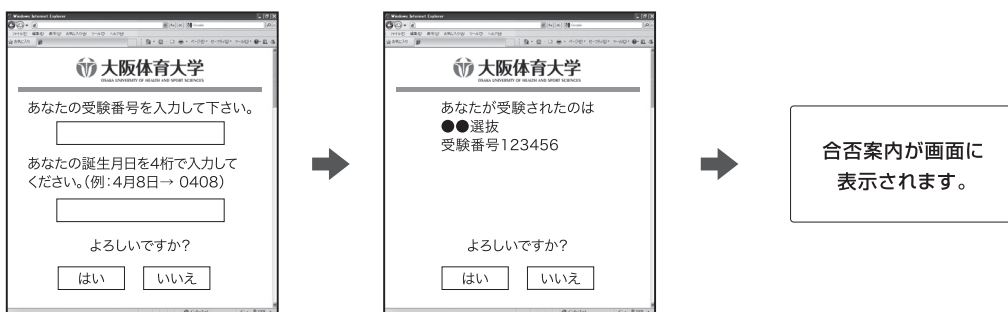 Windows Internet Explorer
大阪体育大学
OSAKA UNIVERSITY OF HEALTH AND SPORT SCIENCES
あなたの受験番号を入力して下さい。
あなたの誕生月日を4桁で入力して
ください。(例：4月8日→ 0408)
よろしいですか?
はい いいえ
Windows Internet Explorer
大阪体育大学
OSAKA UNIVERSITY OF HEALTH AND SPORT SCIENCES
あなたが受験されたのは
●●選抜
受験番号123456
よろしいですか?
はい いいえ
合否案内が画面に
表示されます。